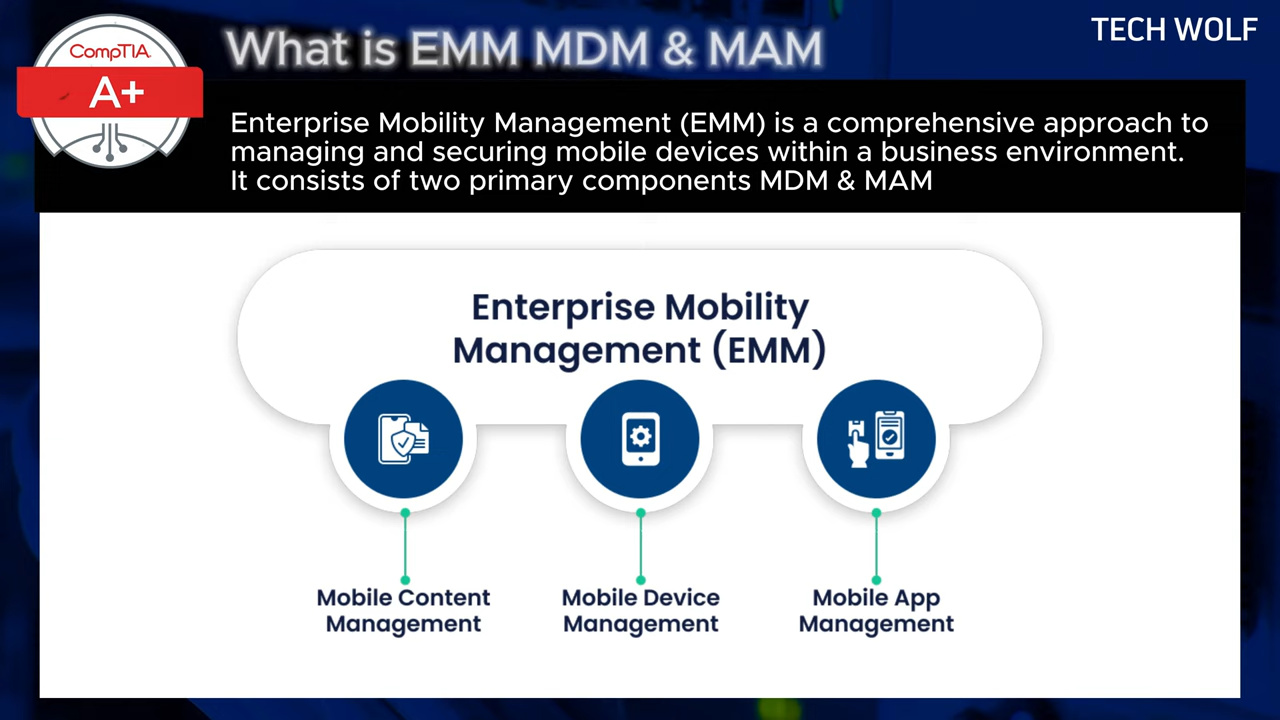 CompTIA.
A+
What is EMM MDM & MAM
TECH WOLF
Enterprise Mobility Management (EMM) is a comprehensive approach to
managing and securing mobile devices within a business environment.
It consists of two primary components MDM & MAM
Enterprise Mobility
Management (EMM)
Mobile Content
Management
Mobile Device
Management
Mobile App
Management